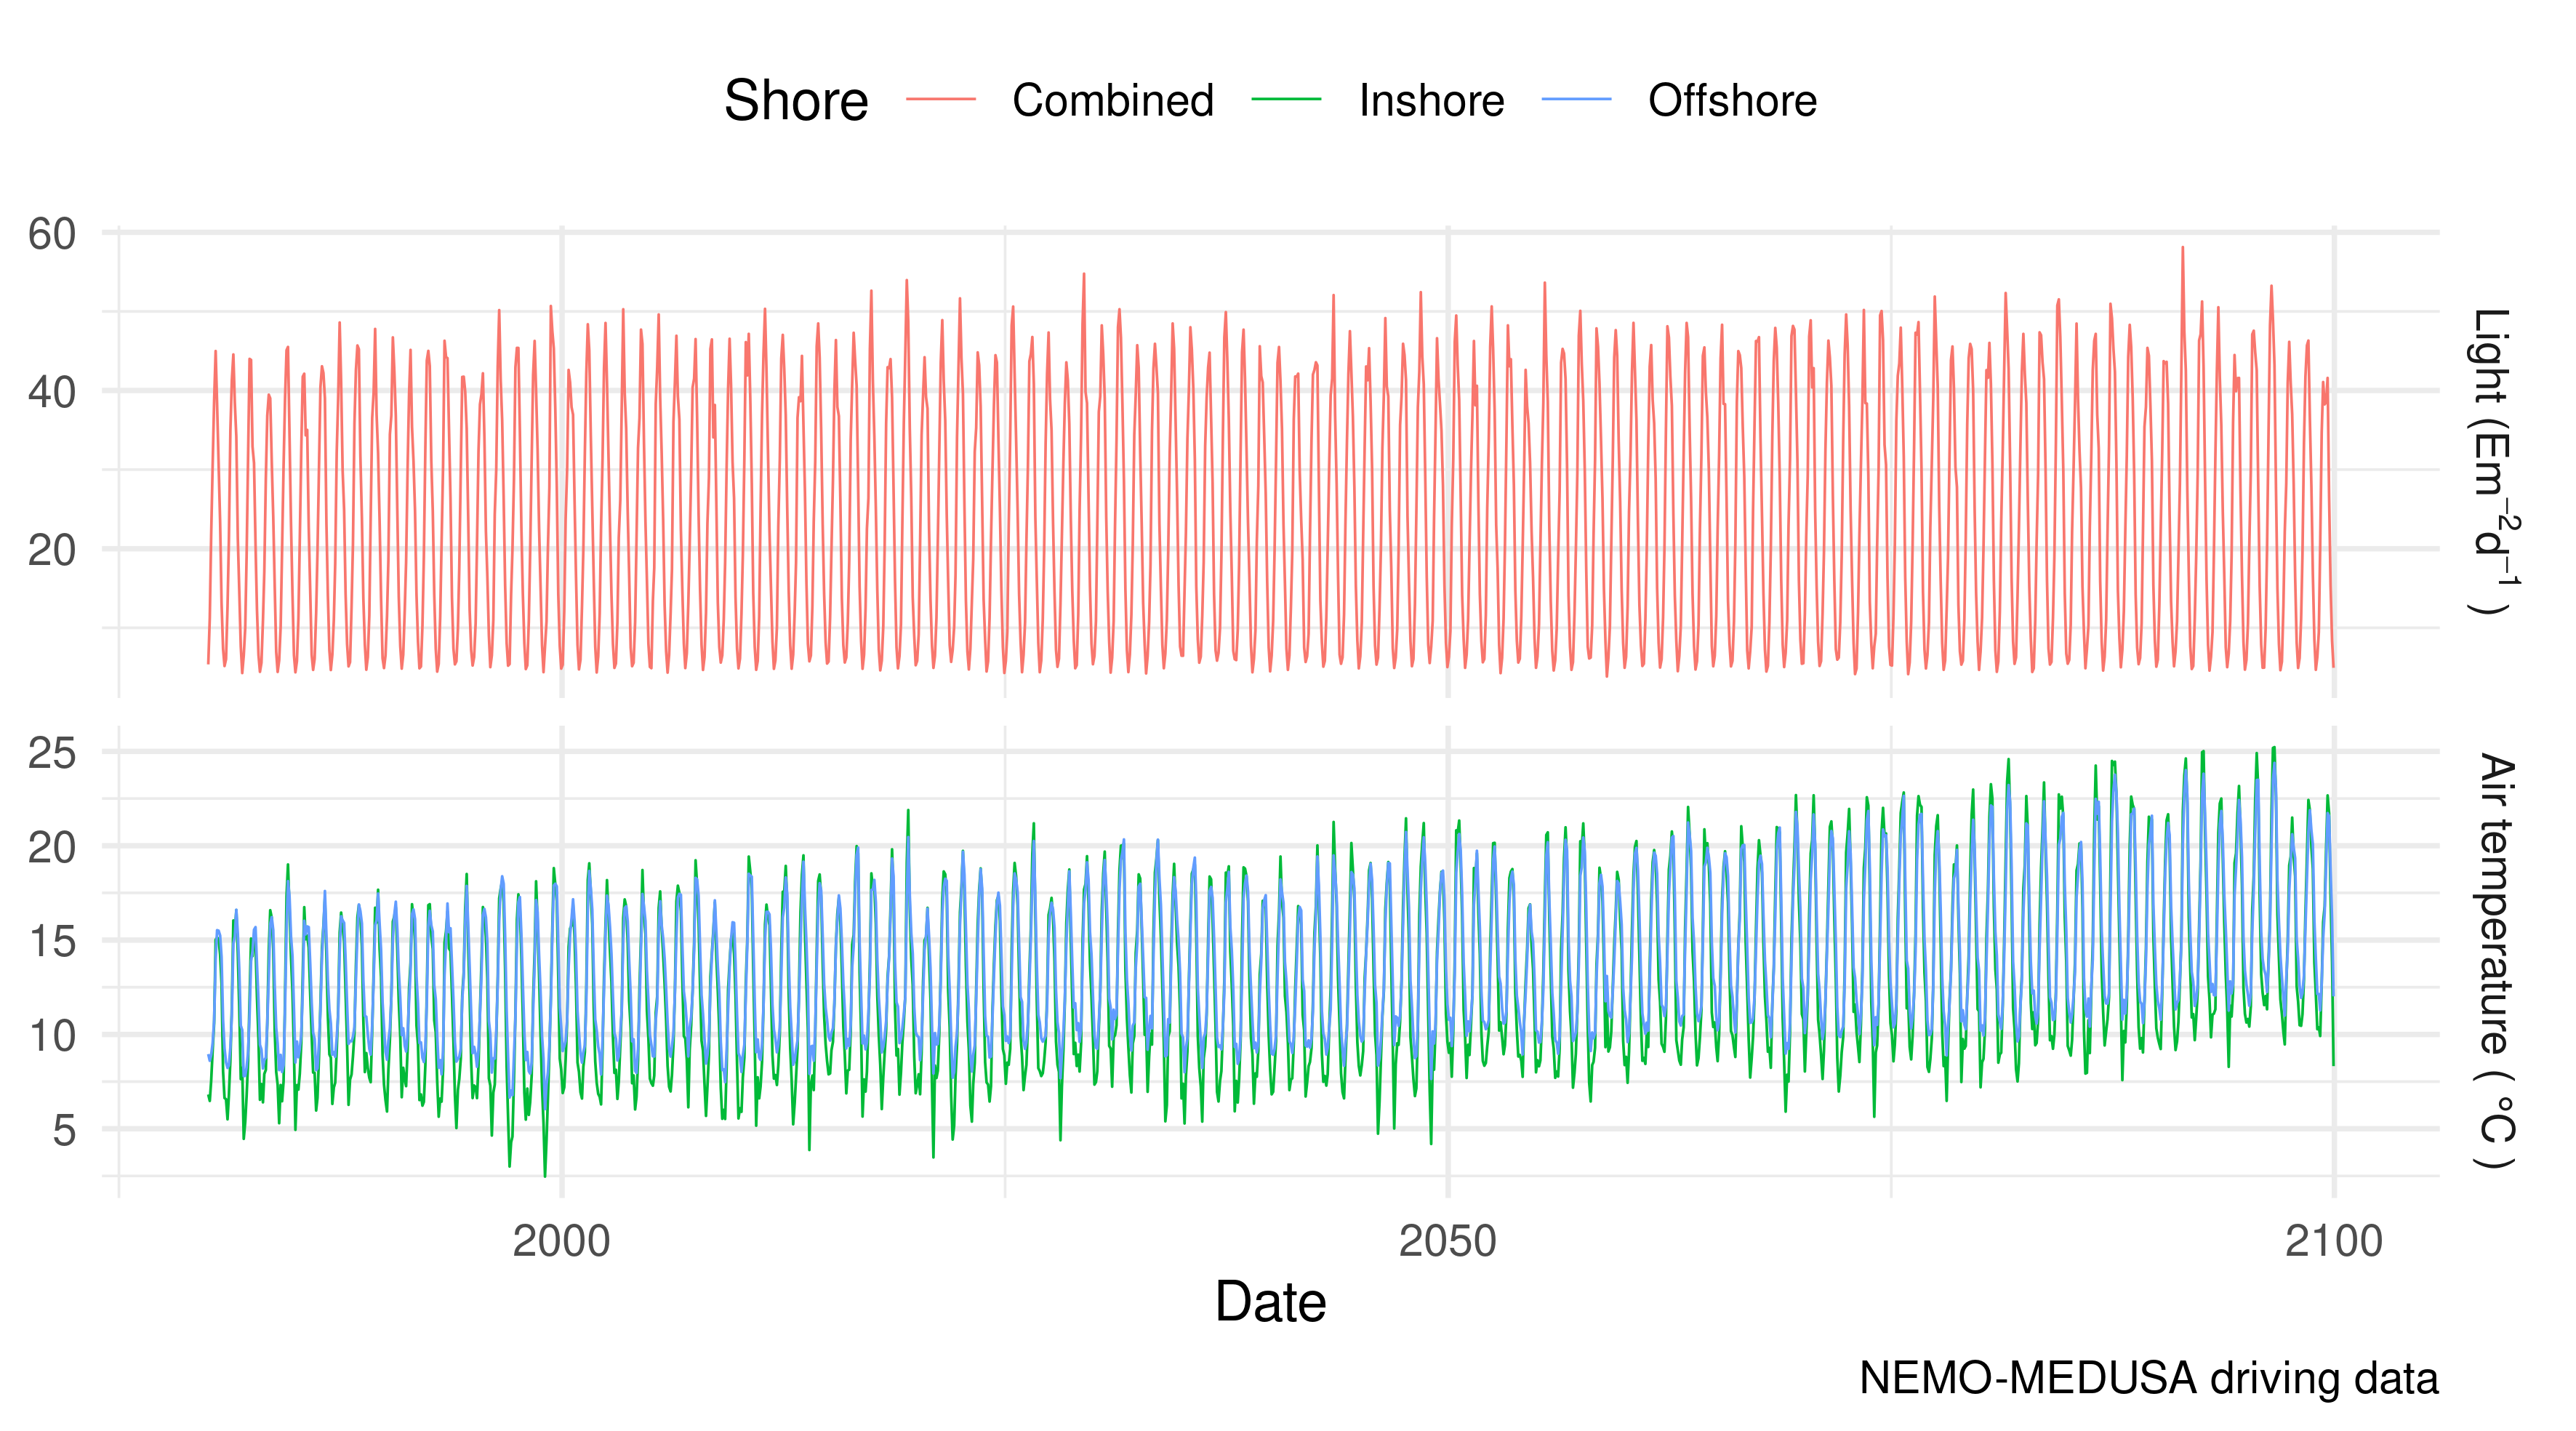 Shore Combined Inshore Offshore
60
40
20
Light (Em⁻²d⁻¹ )
25
20
15
10
5
Air temperature ( °C )
2000 2050 2100
Date
NEMO-MEDUSA driving data